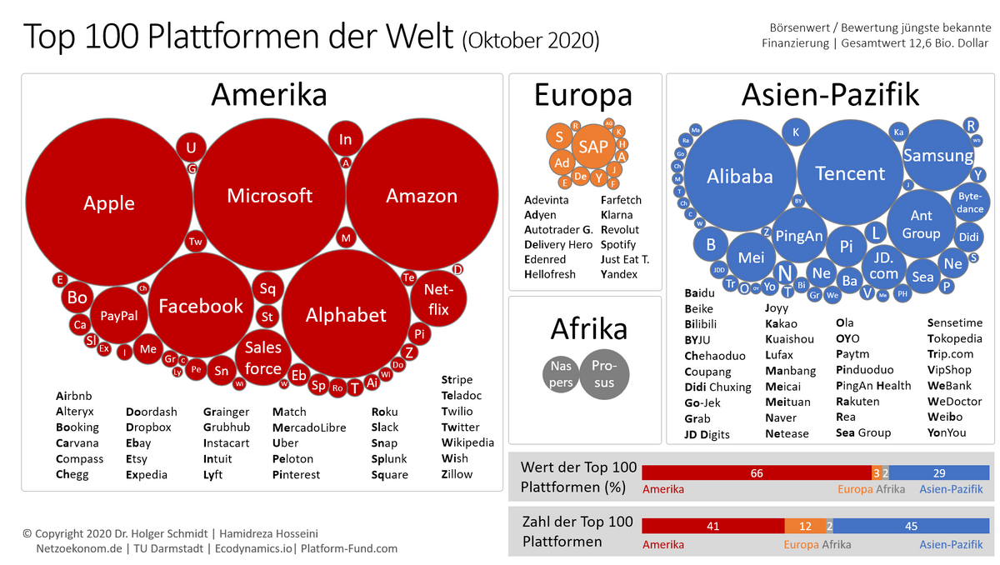 Top 100 Plattformen der Welt (Oktober 2020)
Börsenwert / Bewertung jüngste bekannte
Finanzierung | Gesamtwert 12,6 Bio. Dollar
Amerika
Apple
U
G
Microsoft
In
A
Amazon
Tw
M
E
Bo
Ch
PayPal
Facebook
Sq
St
Alphabet
Te
D
Net-
flix
Ca
Sl
Ex
I
Me
Gr
C
Ly
Pe
Sn
Wi
Sales
force
W
Eb
Sp
Ro
T
Ai
Wi
Do
Z
Pi
Airbnb
Alteryx
Booking
Carvana
Compass
Chegg
Doordash
Dropbox
Ebay
Etsy
Expedia
Grainger
Grubhub
Instacart
Intuit
Lyft
Match
MercadoLibre
Uber
Peloton
Pinterest
Roku
Slack
Snap
Splunk
Square
Stripe
Teladoc
Twilio
Twitter
Wikipedia
Wish
Zillow
Europa
S
R
SAP
AG
K
H
A
Ad
E
De
Y
J
F
Adevinta
Adyen
Autotrader G.
Delivery Hero
Edenred
Hellofresh
Farfetch
Klarna
Revolut
Spotify
Just Eat T.
Yandex
Afrika
Nas
pers
Pro-
sus
Asien-Pazifik
Ma
Ra
Go
Ch
M
T
Ch
C
W
Alibaba
K
BY
Tencent
Ka
J
Samsung
R
Wb
Y
Byte-
dance
Ant
Group
Didi
B
Z
PingAn
Mei
Pi
L
JD.
com
JDD
Tr
O
OY
Yo
N
T
Bi
Ne
Gr
We
Ba
V
Me
PH
Sea
Ne
S
P
Baidu
Beike
Bilibili
BYJU
Chehaoduo
Coupang
Didi Chuxing
Go-Jek
Grab
JD Digits
Joyy
Kakao
Kuaishou
Lufax
Manbang
Meicai
Meituan
Naver
Netease
Ola
OYO
Paytm
Pinduoduo
PingAn Health
Rakuten
Rea
Sea Group
Sensetime
Tokopedia
Trip.com
VipShop
WeBank
WeDoctor
Weibo
YonYou
Wert der Top 100
Plattformen (%)
66
3
2
29
Amerika
Europa
Afrika
Asien-Pazifik
Zahl der Top 100
Plattformen
41
12
2
45
Amerika
Europa
Afrika
Asien-Pazifik
© Copyright 2020 Dr. Holger Schmidt | Hamidreza Hosseini
Netzoekonom.de | TU Darmstadt | Ecodynamics.io| Platform-Fund.com